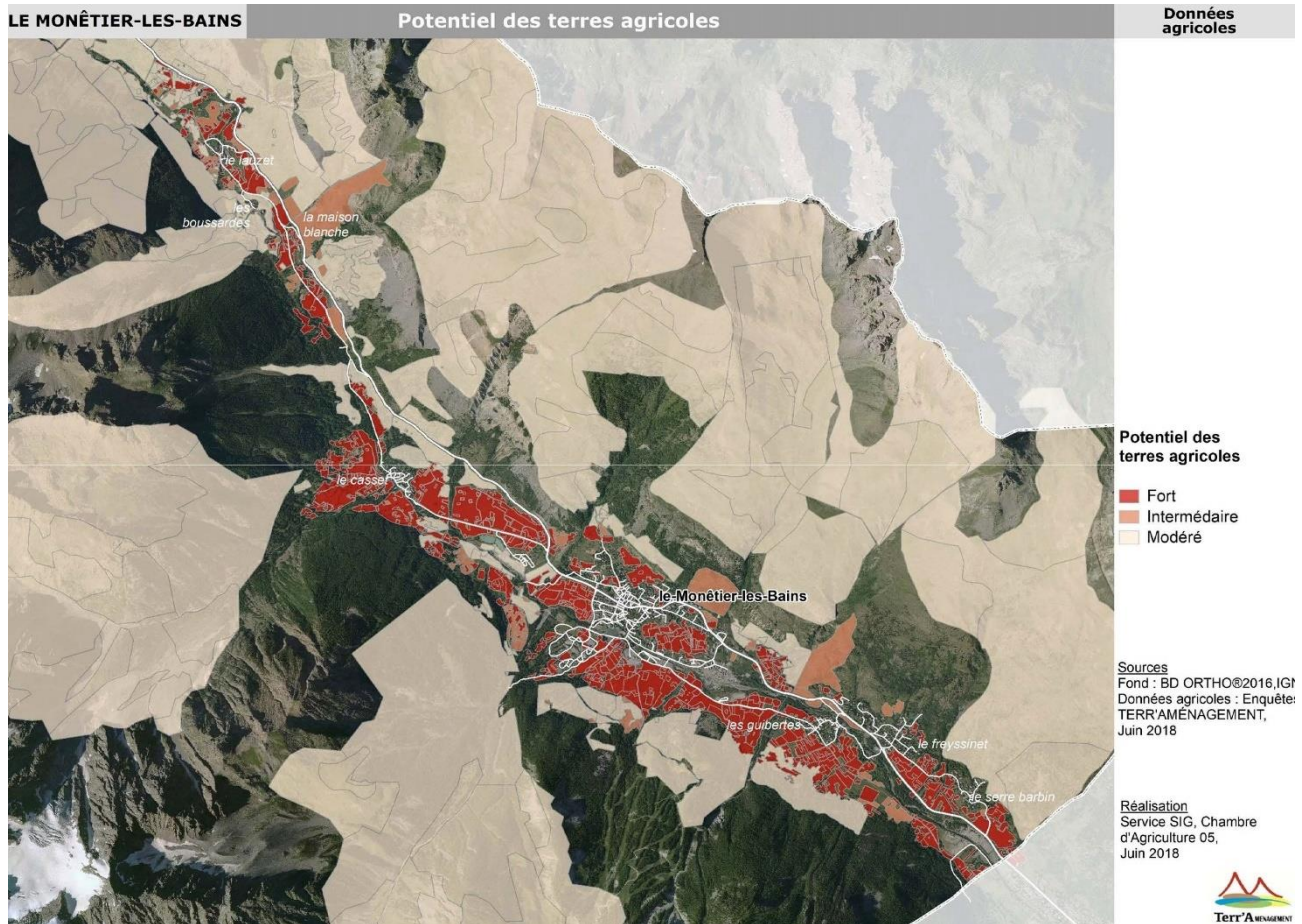 LE MONÊTIER-LES-BAINS
Potentiel des terres agricoles
Données
agricoles
le lauzet
les
boussardes
la maison
blanche
le casset
le-Monêtier-les-Bains
les guibertes
le freyssinet
le serre barbin
Potentiel des
terres agricoles
Fort
Intermédaire
Modéré
Sources
Fond : BD ORTHO®2016,IGN
Données agricoles : Enquêtes
TERR'AMÉNAGEMENT,
Juin 2018
Réalisation
Service SIG, Chambre
d'Agriculture 05,
Juin 2018
Terr'AMENAGEMENT